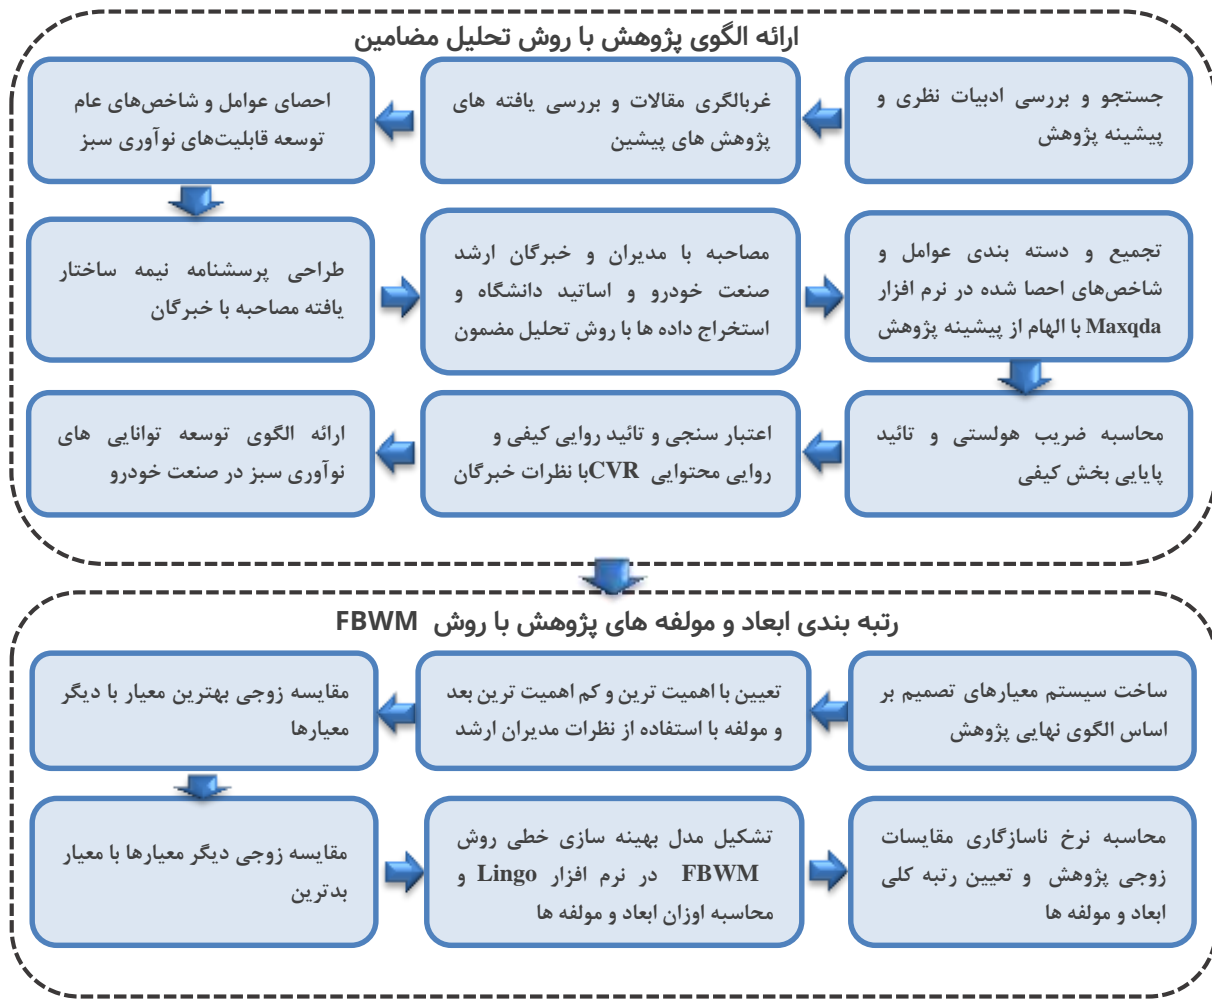 ارائه الگوی پژوهش با روش تحلیل مضامین
جستجو و بررسی ادبیات نظری و
پیشینه پژوهش
غربالگری مقالات و بررسی یافته های
پژوهش های پیشین
احصای عوامل و شاخص‌های عام
توسعه قابلیت‌های نوآوری سبز
طراحی پرسشنامه نیمه ساختار
یافته مصاحبه با خبرگان
مصاحبه با مدیران و خبرگان ارشد
صنعت خودرو و اساتید دانشگاه و
استخراج داده ها با روش تحلیل مضمون
تجمیع و دسته بندی عوامل و
شاخص‌های احصا شده در نرم افزار
Maxqda با الهام از پیشینه پژوهش
محاسبه ضریب هولستی و تائید
پایایی بخش کیفی
اعتبار سنجی و تائید روایی کیفی و
روایی محتوایی CVRبا نظرات خبرگان
ارائه الگوی توسعه توانایی های
نوآوری سبز در صنعت خودرو
رتبه بندی ابعاد و مولفه های پژوهش با روش FBWM
ساخت سیستم معیارهای تصمیم بر
اساس الگوی نهایی پژوهش
تعیین با اهمیت ترین و کم اهمیت ترین بعد
و مولفه با استفاده از نظرات مدیران ارشد
مقایسه زوجی بهترین معیار با دیگر
معیارها
مقایسه زوجی دیگر معیارها با معیار
بدترین
تشکیل مدل بهینه سازی خطی روش
FBWM در نرم افزار Lingo و
محاسبه اوزان ابعاد و مولفه ها
محاسبه نرخ ناسازگاری مقایسات
زوجی پژوهش و تعیین رتبه کلی
ابعاد و مولفه ها